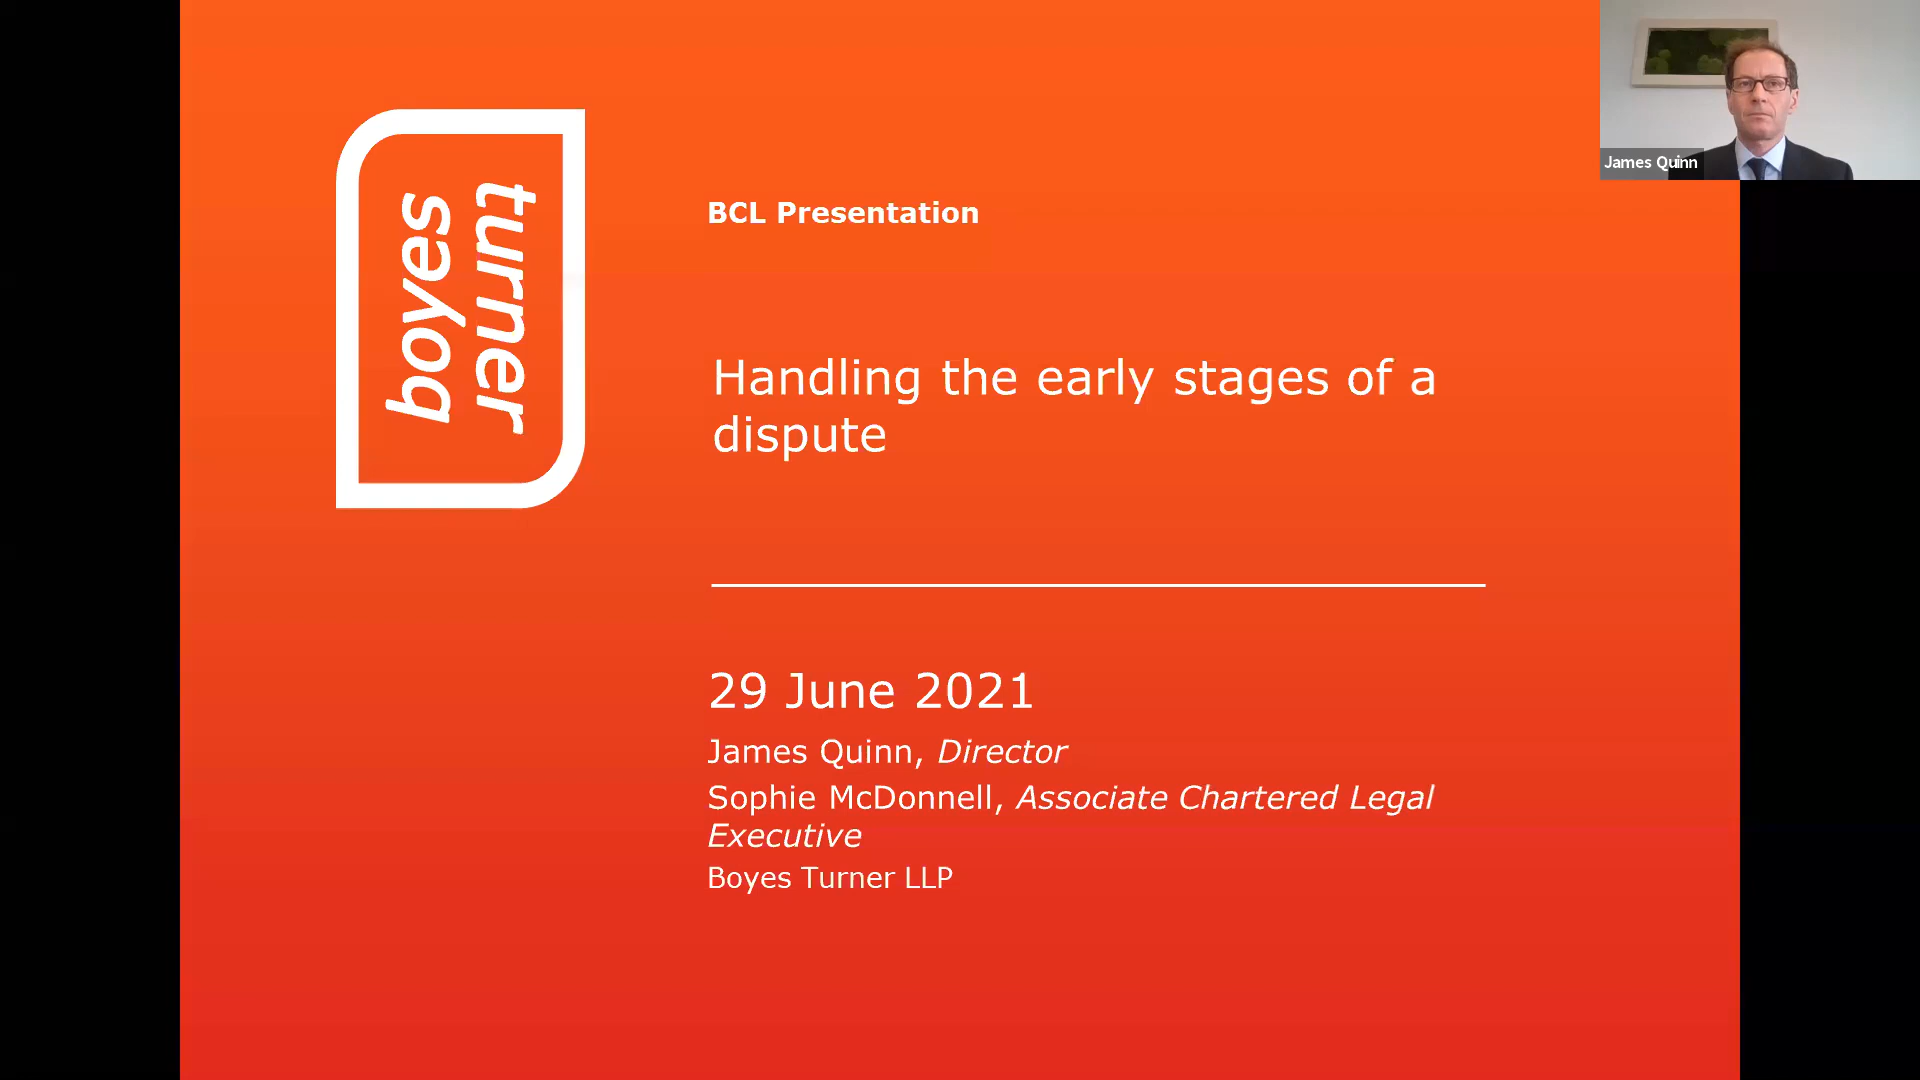 boyes
turner
BCL Presentation
Handling the early stages of a
dispute
29 June 2021
James Quinn, Director
Sophie McDonnell, Associate Chartered Legal
Executive
Boyes Turner LLP
James Quinn